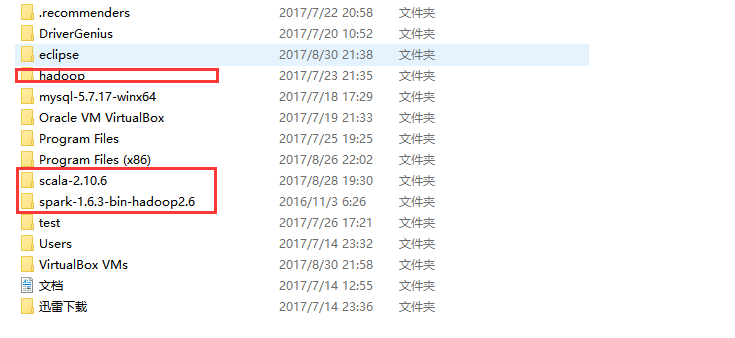 .recommenders 2017/7/22 20:58 文件夹
DriverGenius 2017/7/20 10:52 文件夹
eclipse 2017/8/30 21:38 文件夹
hadoop 2017/7/23 21:35 文件夹
mysql-5.7.17-winx64 2017/7/18 17:29 文件夹
Oracle VM VirtualBox 2017/7/19 21:33 文件夹
Program Files 2017/7/25 19:25 文件夹
Program Files (x86) 2017/8/26 22:02 文件夹
scala-2.10.6 2017/8/28 19:30 文件夹
spark-1.6.3-bin-hadoop2.6 2016/11/3 6:26 文件夹
test 2017/7/26 17:21 文件夹
Users 2017/7/14 23:32 文件夹
VirtualBox VMs 2017/8/30 21:58 文件夹
文档 2017/7/14 12:55 文件夹
迅雷下载 2017/7/14 23:36 文件夹